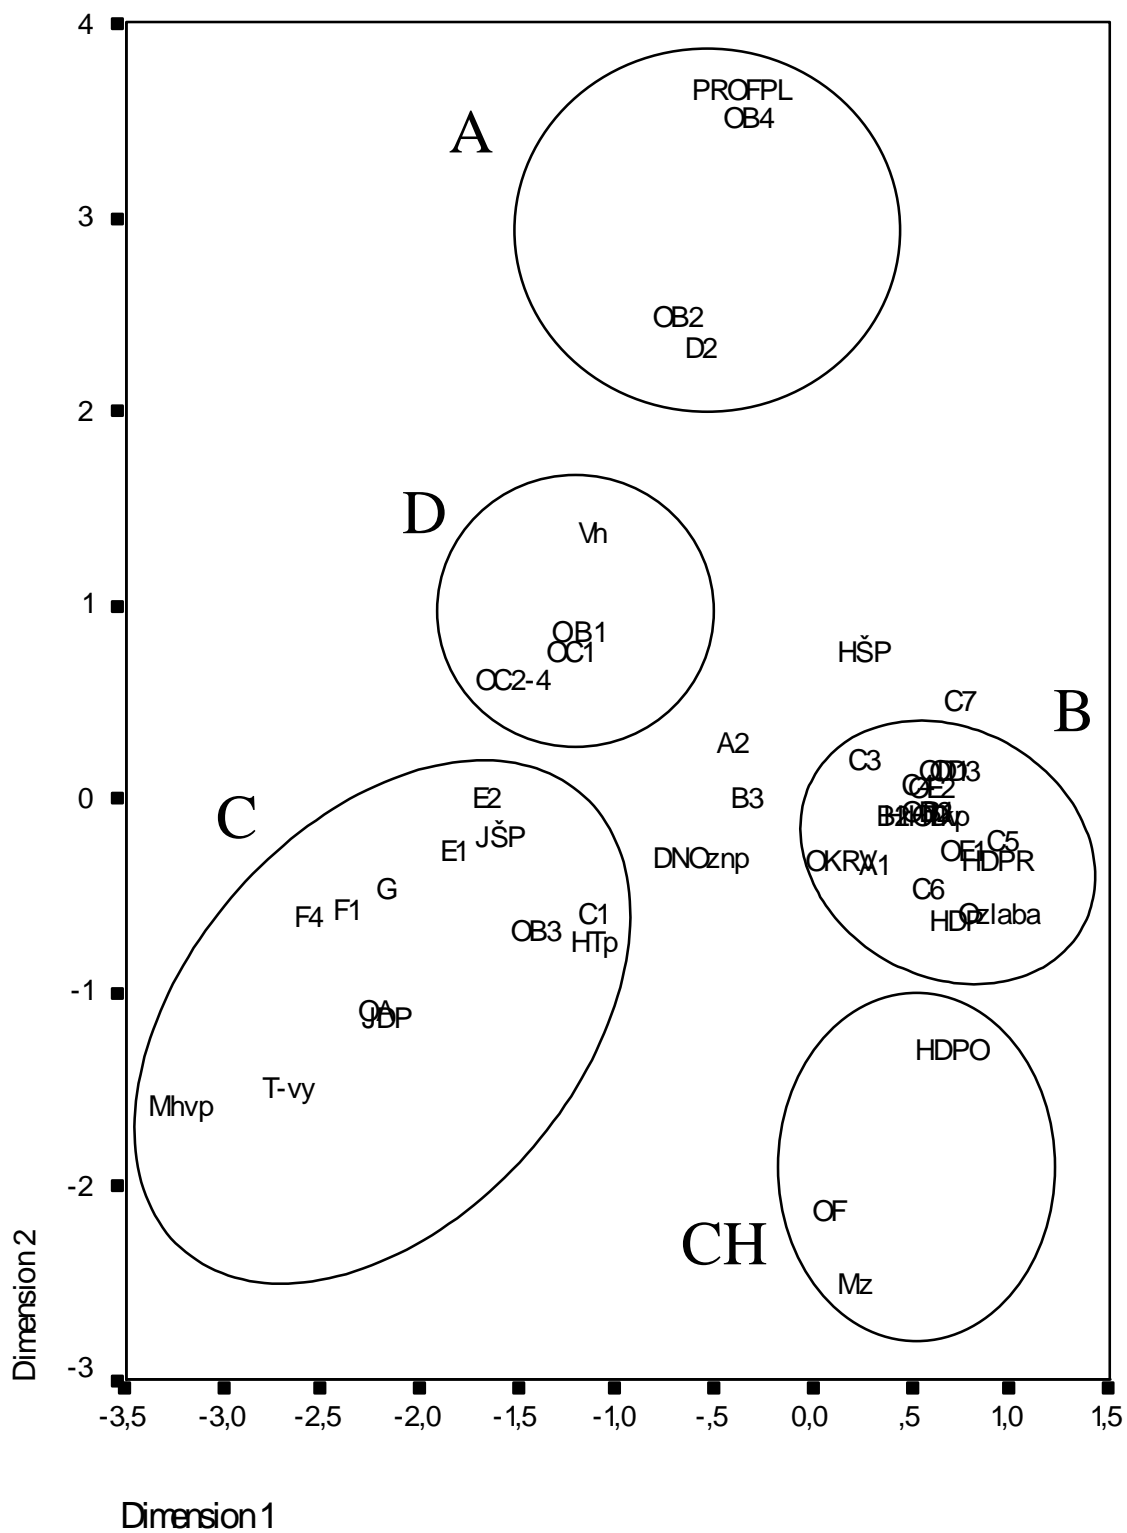 4
PROFPL
A
OB4
3
OB2
D2
2
D
Vh
1
OB1
OC1
HŠP
OC2-4
C7
B
A2
C3
0
E2
B3
C
JŠP
E1
C5
OF1
DNOznp
OKRW
A1
HDPR
G
C6
F4
F1
C1
Ozlaba
HDP
OB3
HTp
-1
OA
JDP
HDPO
T-vy
Mhvp
-2
OF
CH
Mz
-3
Dimension 2
-3,5 -3,0 -2,5 -2,0 -1,5 -1,0 -,5 0,0 ,5 1,0 1,5
Dimension 1